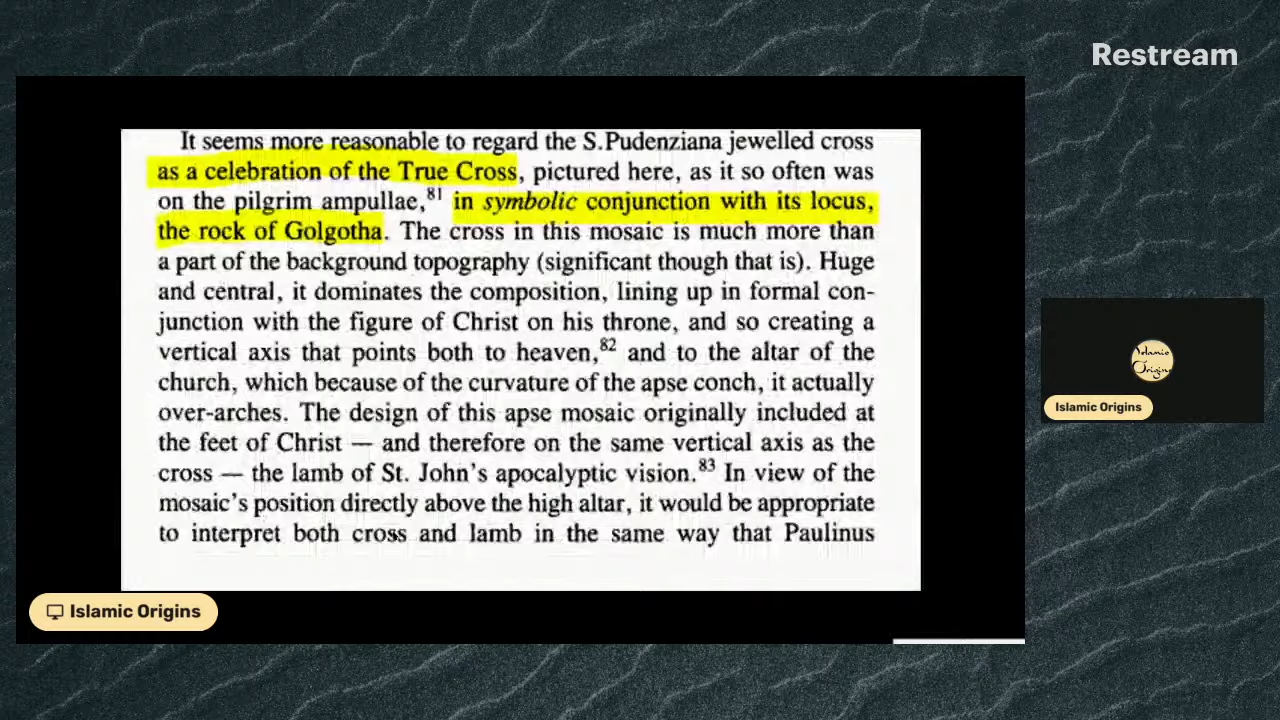 Restream
It seems more reasonable to regard the S.Pudenziana jewelled cross
as a celebration of the True Cross, pictured here, as it so often was
on the pilgrim ampullae,81 in symbolic conjunction with its locus,
the rock of Golgotha. The cross in this mosaic is much more than
a part of the background topography (significant though that is). Huge
and central, it dominates the composition, lining up in formal con-
junction with the figure of Christ on his throne, and so creating a
vertical axis that points both to heaven,82 and to the altar of the
church, which because of the curvature of the apse conch, it actually
over-arches. The design of this apse mosaic originally included at
the feet of Christ — and therefore on the same vertical axis as the
cross — the lamb of St. John's apocalyptic vision.83 In view of the
mosaic's position directly above the high altar, it would be appropriate
to interpret both cross and lamb in the same way that Paulinus
Islamic Origins
Islamic
Origins
Islamic Origins